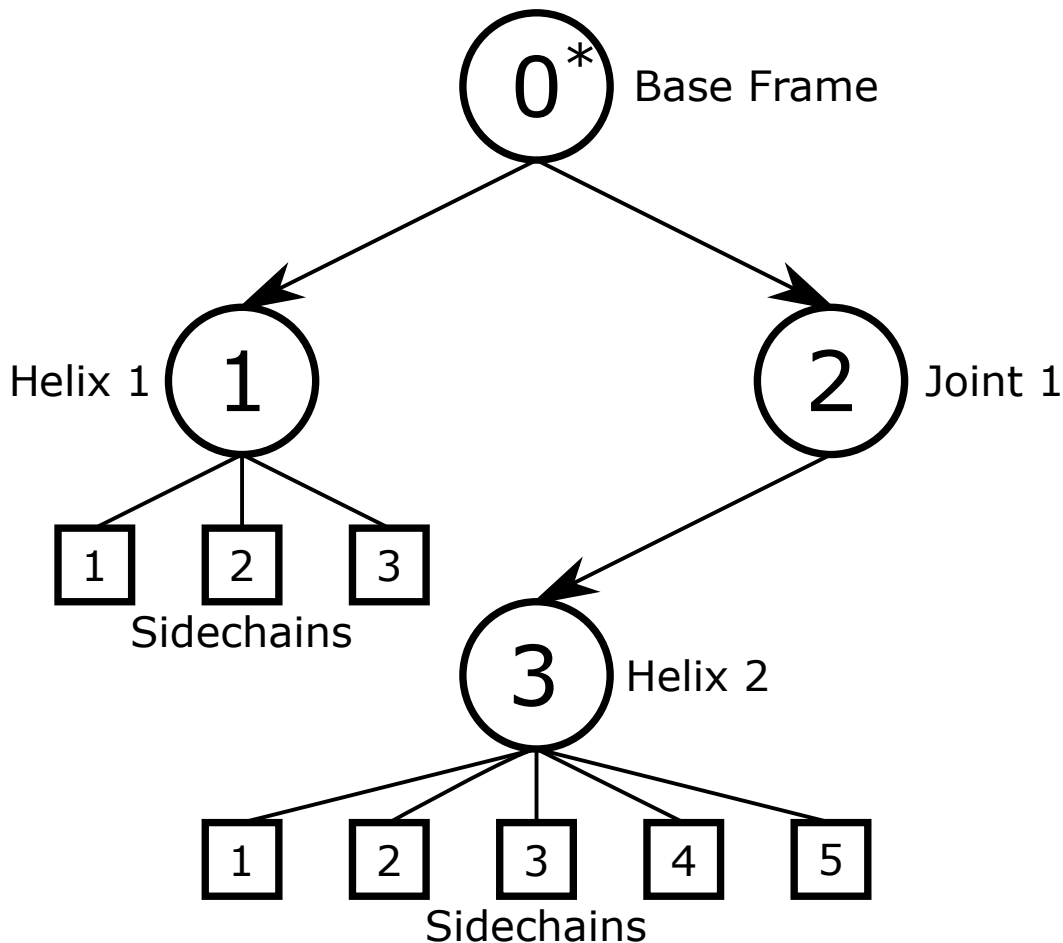 0* Base Frame
Helix 1 1 2 Joint 1
1 2 3
Sidechains
3 Helix 2
1 2 3 4 5
Sidechains